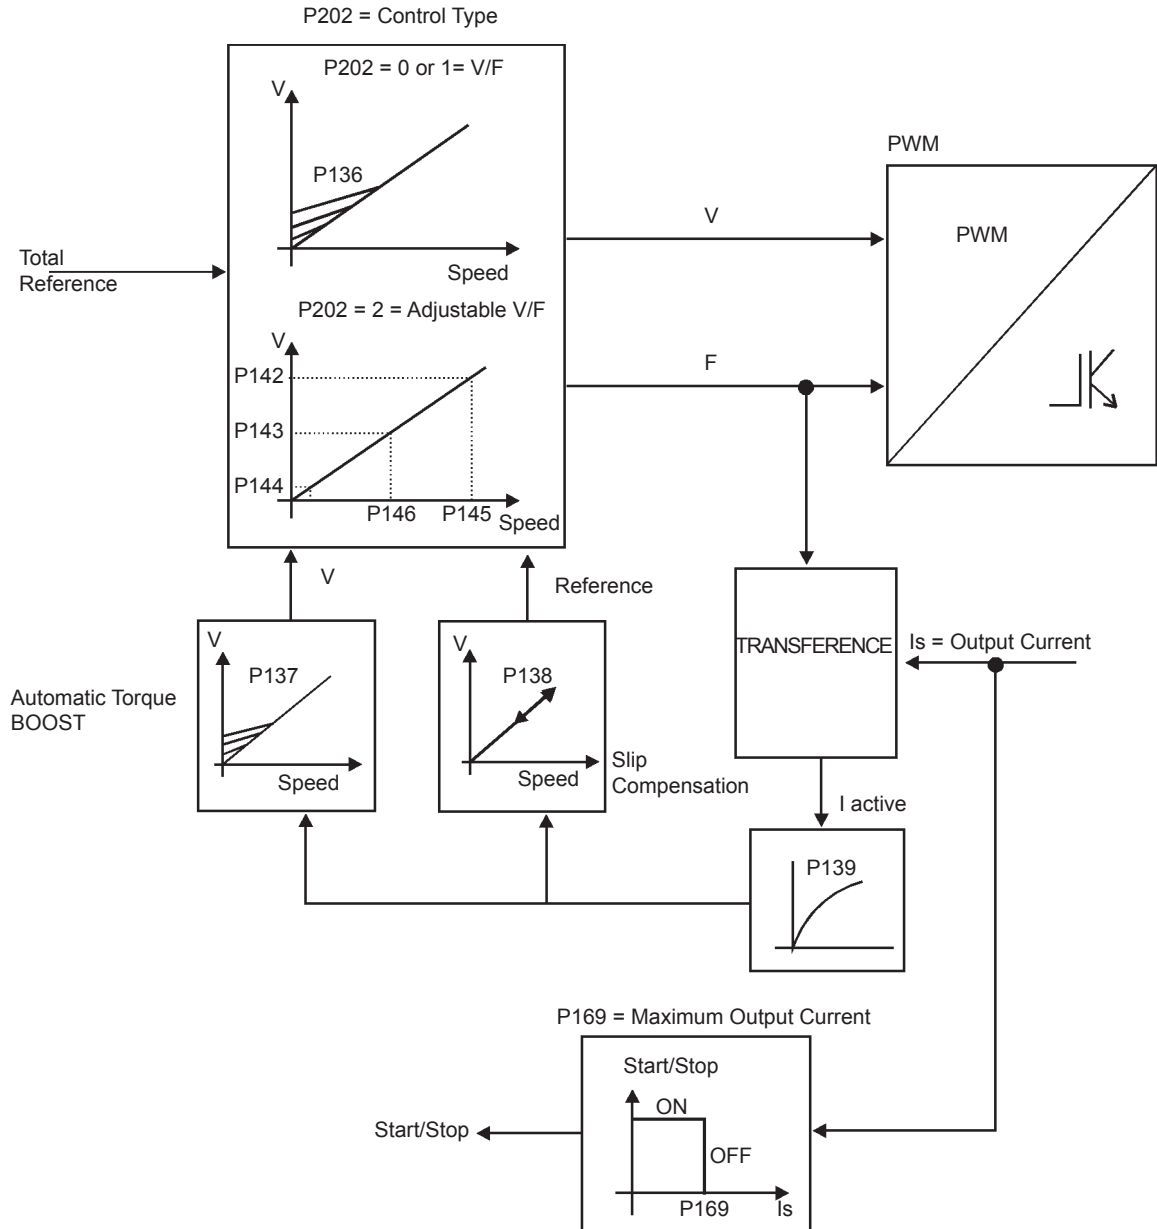 P202 = Control Type
P202 = 0 or 1= V/F
V
P136
Speed
Total
Reference
P202 = 2 = Adjustable V/F
V
P142
P143
P144
P146
P145
Speed
V
F
PWM
PWM
V
Reference
Automatic Torque
BOOST
V
P137
Speed
V
P138
Speed
Slip
Compensation
TRANSFERENCE
Is = Output Current
I active
P139
P169 = Maximum Output Current
Start/Stop
Start/Stop
ON
OFF
P169
Is